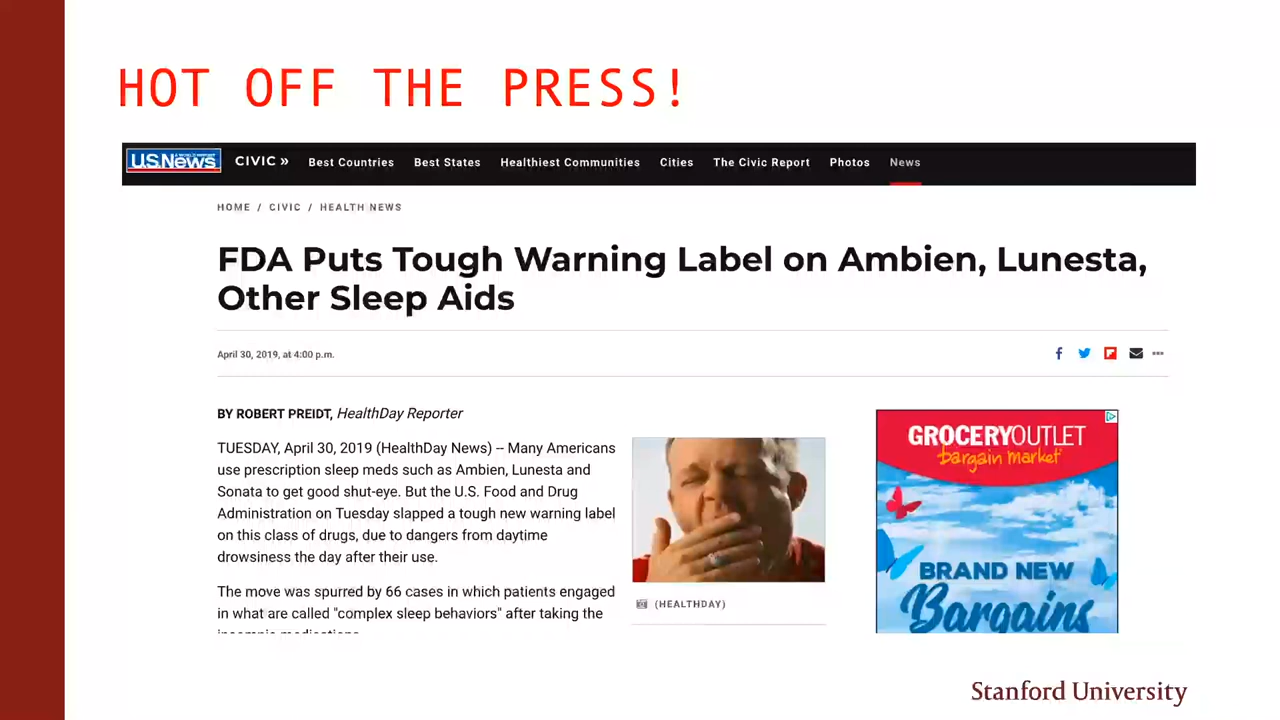 HOT OFF THE PRESS!
U.S.News CIVIC » Best Countries Best States Healthiest Communities Cities The Civic Report Photos News
HOME / CIVIC / HEALTH NEWS
FDA Puts Tough Warning Label on Ambien, Lunesta,
Other Sleep Aids
April 30, 2019, at 4:00 p.m.
BY ROBERT PREIDT, HealthDay Reporter
TUESDAY, April 30, 2019 (HealthDay News) -- Many Americans
use prescription sleep meds such as Ambien, Lunesta and
Sonata to get good shut-eye. But the U.S. Food and Drug
Administration on Tuesday slapped a tough new warning label
on this class of drugs, due to dangers from daytime
drowsiness the day after their use.
The move was spurred by 66 cases in which patients engaged
in what are called "complex sleep behaviors" after taking the
insomnia medications.
(HEALTHDAY)
GROCERY OUTLET
bargain market
BRAND NEW
Bargains
Stanford University